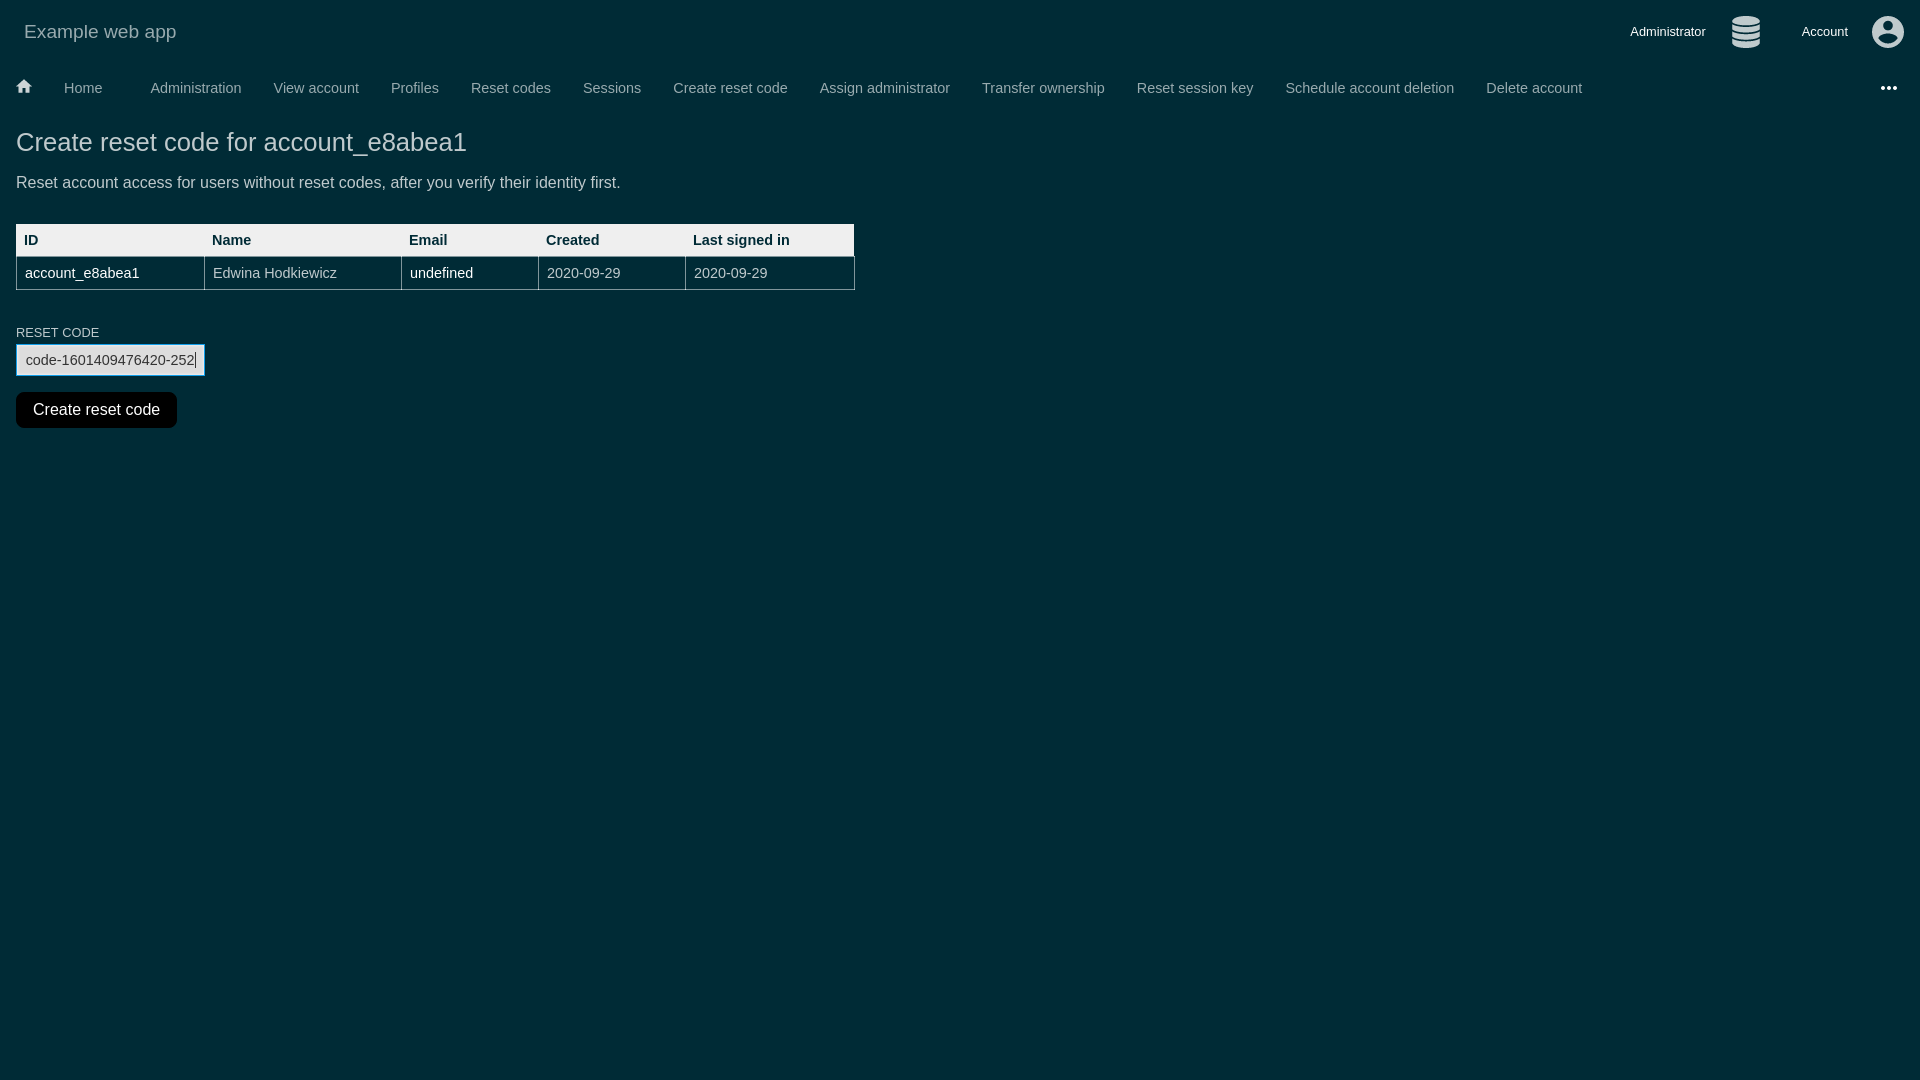 Example web app
Administrator
Account
Home Administration View account Profiles Reset codes Sessions Create reset code Assign administrator Transfer ownership Reset session key Schedule account deletion Delete account
Create reset code for account_e8abea1
Reset account access for users without reset codes, after you verify their identity first.
ID Name Email Created Last signed in
account_e8abea1 Edwina Hodkiewicz undefined 2020-09-29 2020-09-29
RESET CODE
code-1601409476420-252
Create reset code